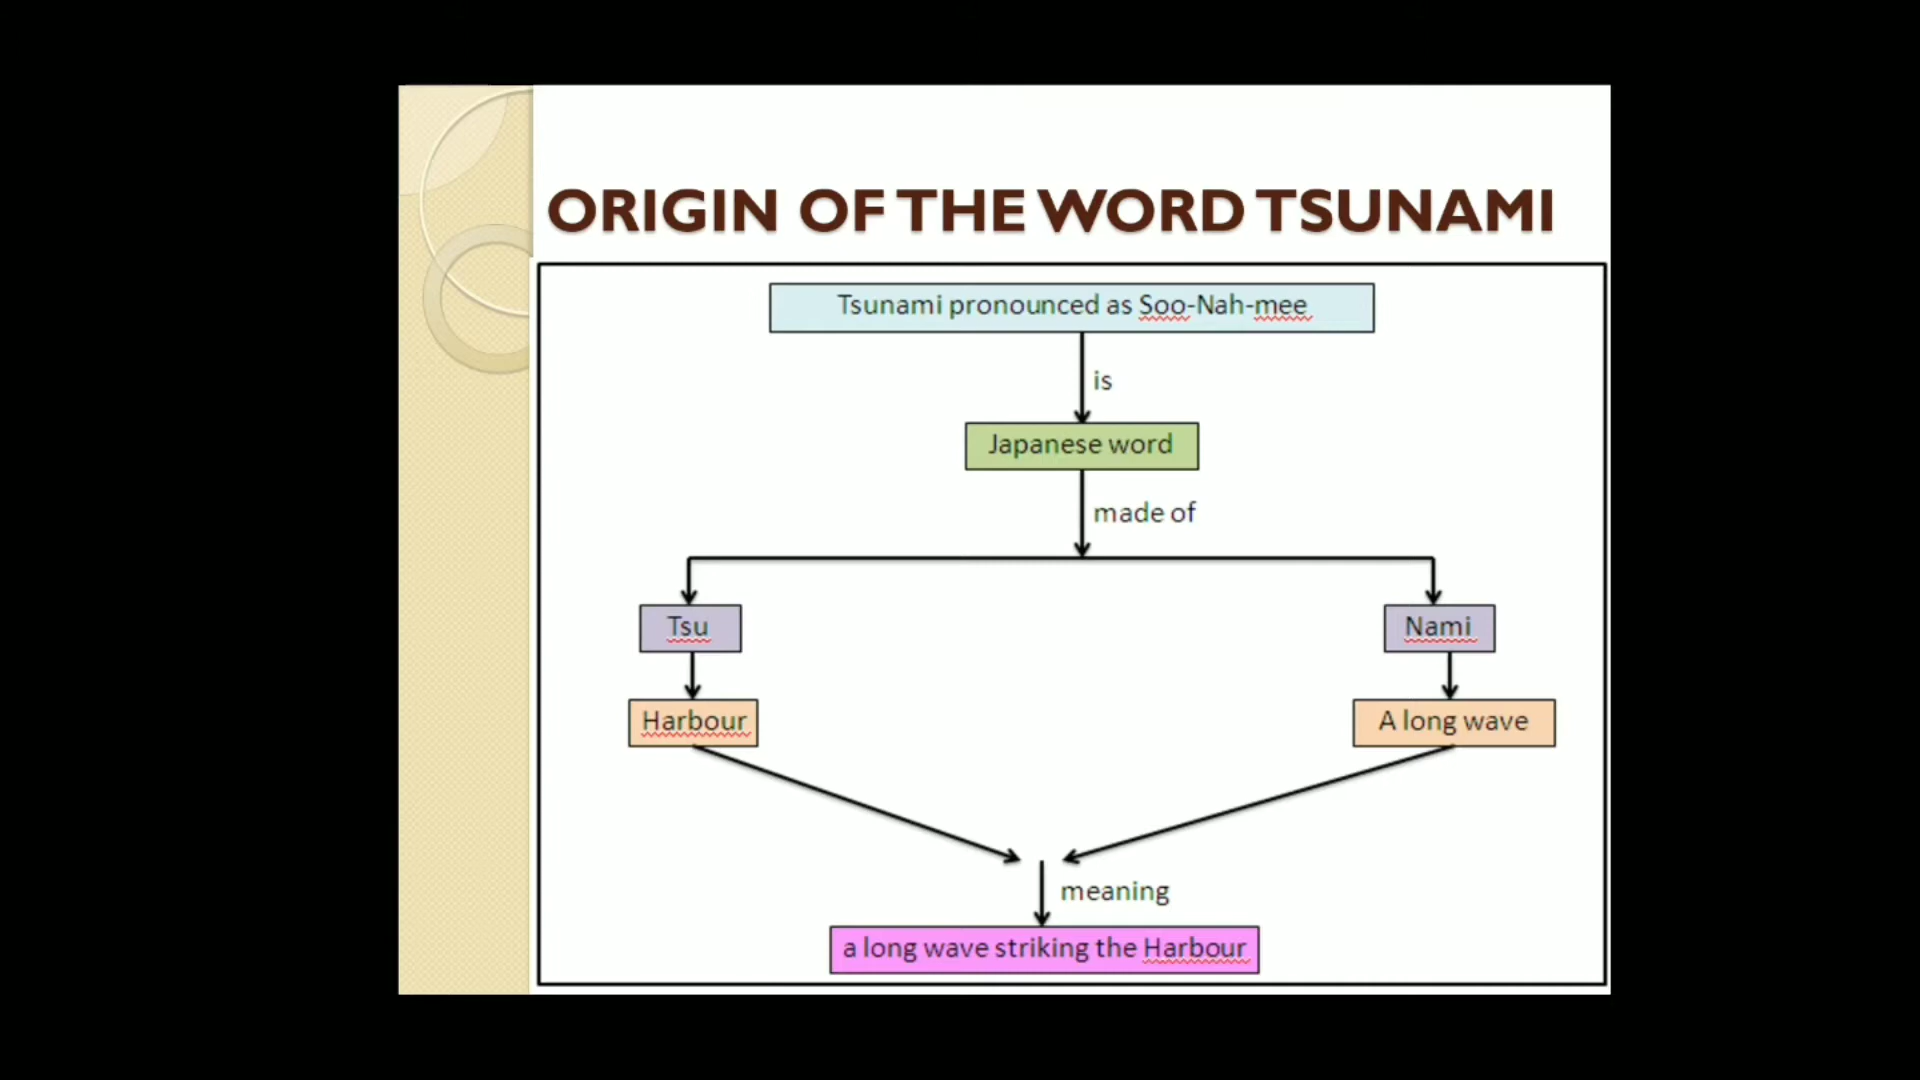 ORIGIN OF THE WORD TSUNAMI
Tsunami pronounced as Soo-Nah-mee
is
Japanese word
made of
Tsu
Nami
Harbour
A long wave
meaning
a long wave striking the Harbour